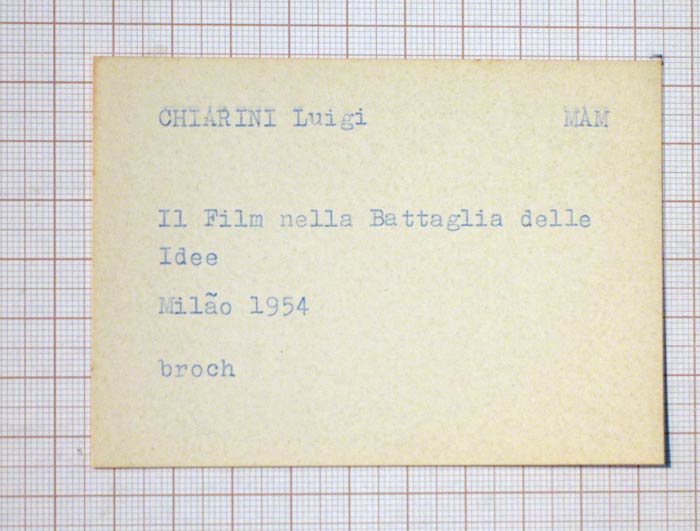 CHIARINI Luigi MAM
Il Film nella Battaglia delle
Idee
Milão 1954
broch